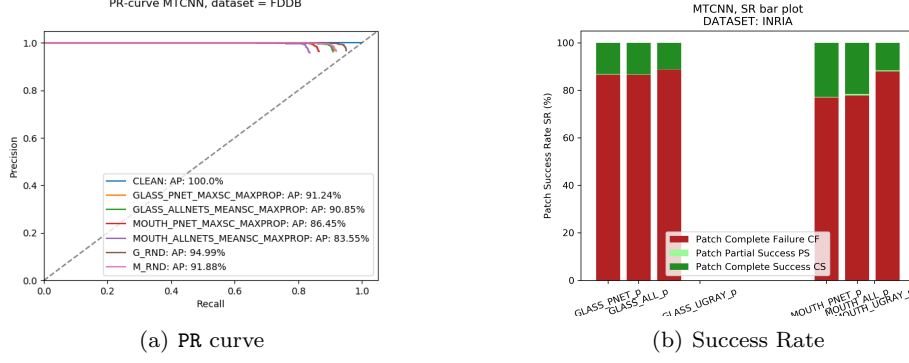 PR-curve MTCNN, dataset = FDDB
1.0
0.8
0.6
0.4
0.2
0.0
Precision
CLEAN: AP: 100.0%
GLASS_PNET_MAXSC_MAXPROP: AP: 91.24%
GLASS_ALLNETS_MEANSC_MAXPROP: AP: 90.85%
MOUTH_PNET_MAXSC_MAXPROP: AP: 86.45%
MOUTH_ALLNETS_MEANSC_MAXPROP: AP: 83.55%
G_RND: AP: 94.99%
M_RND: AP: 91.88%
0.0 0.2 0.4 0.6 0.8 1.0
Recall
(a) PR curve
MTCNN, SR bar plot
DATASET: INRIA
100
80
60
40
20
0
Patch Success Rate SR (%)
Patch Complete Failure CF
Patch Partial Success PS
Patch Complete Success CS
GLASS_PNET_p
GLASS_ALL_p
GLASS_UGRAY_p
MOUTH_PNET_p
MOUTH_ALL_p
MOUTH_UGRAY_
(b) Success Rate